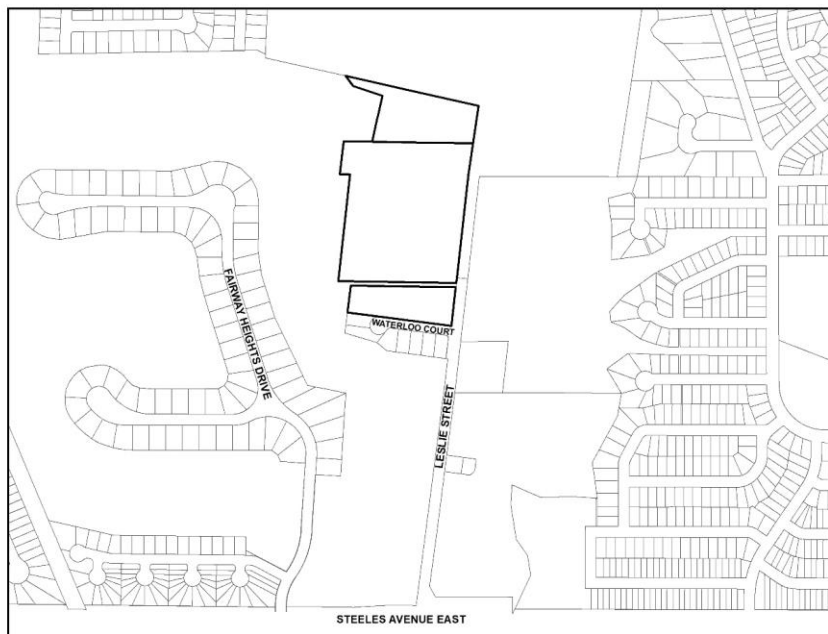 WATERLOO COURT
FAIRWAY HEIGHTS DRIVE
LESLIE STREET
STEELES AVENUE EAST